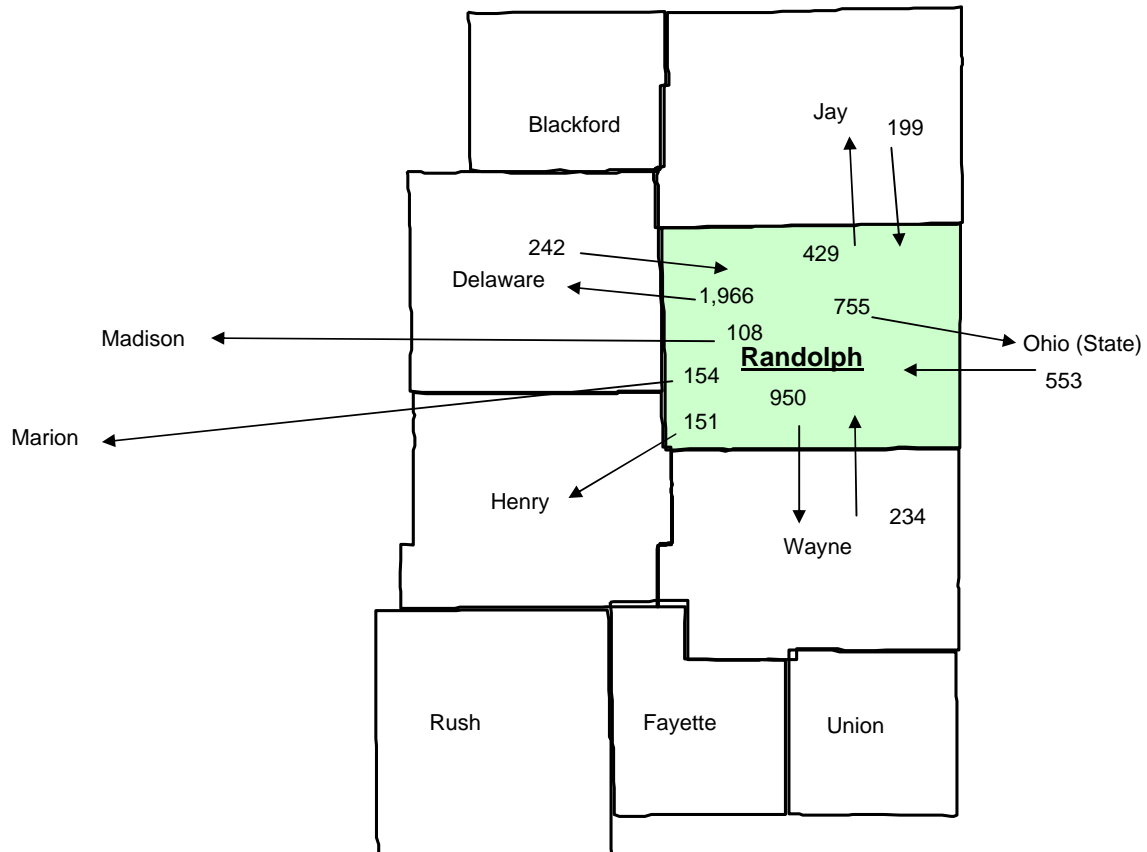 Blackford
Jay
199
242
429
Delaware
1,966
755
Madison
108
Ohio (State)
Randolph
154
553
950
Marion
151
Henry
234
Wayne
Rush
Fayette
Union